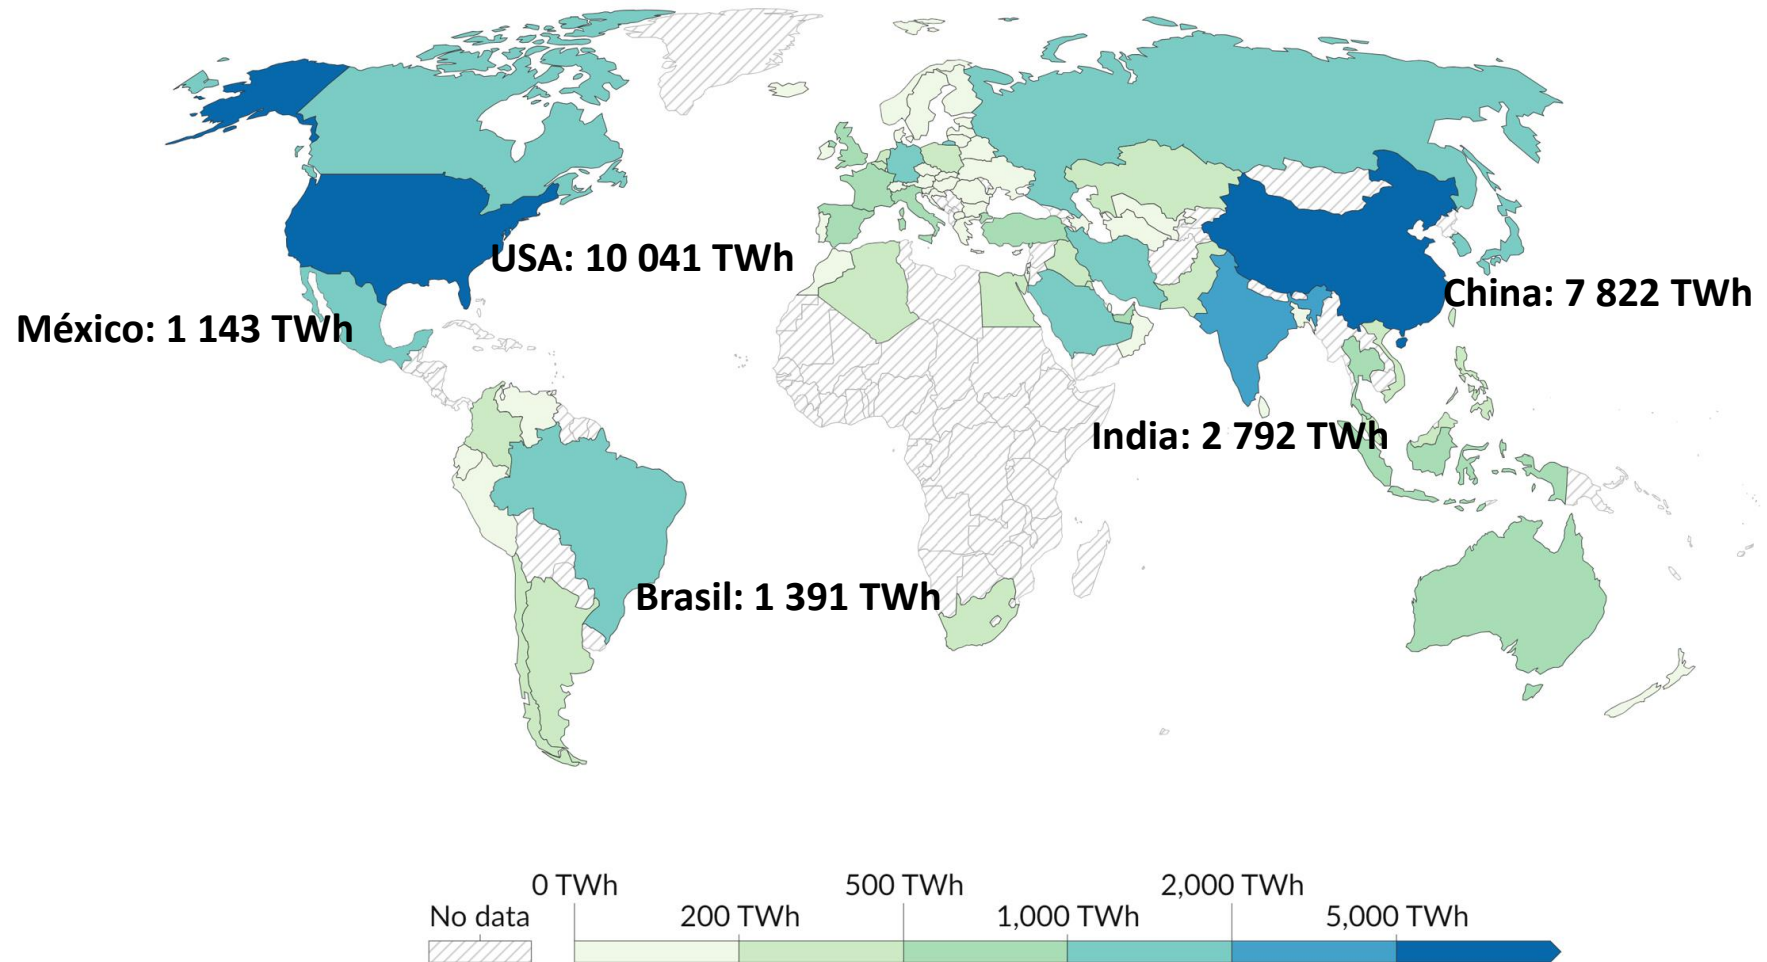 USA: 10 041 TWh
China: 7 822 TWh
México: 1 143 TWh
India: 2 792 TWh
Brasil: 1 391 TWh
0 TWh 500 TWh 2,000 TWh
No data 200 TWh 1,000 TWh 5,000 TWh